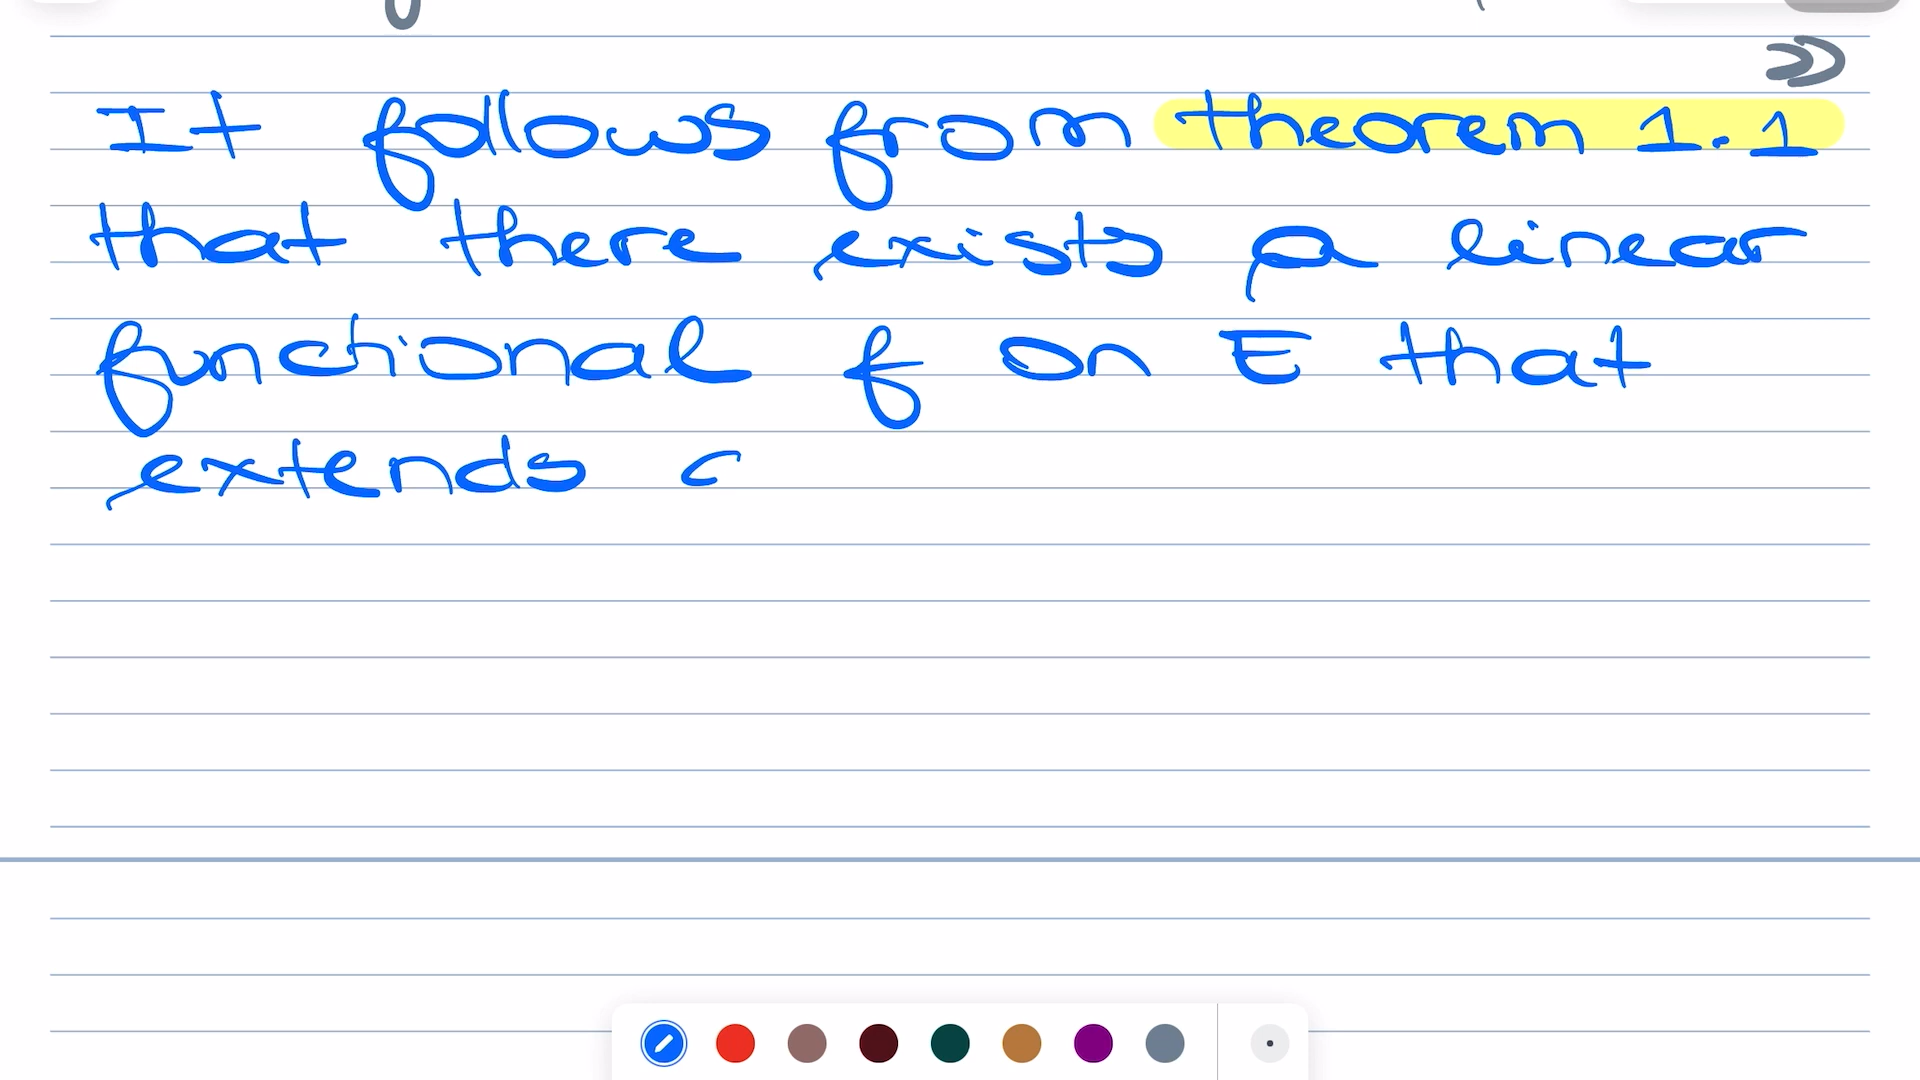 It follows from theorem 1.1
that there exists a linear
functional f on E that
extends